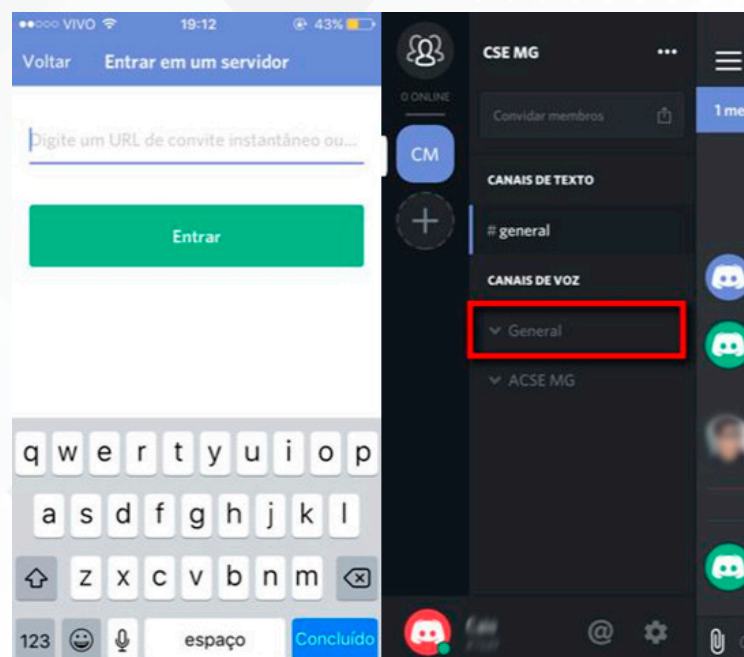 VIVO 19:12 43%
Voltar Entrar em um servidor
Digite um URL de convite instantâneo ou...
Entrar
q w e r t y u i o p
a s d f g h j k l
z x c v b n m
123 espaço Concluído
CSE MG
0 ONLINE
Convidar membros
CM
CANAIS DE TEXTO
# general
CANAIS DE VOZ
General
ACSE MG
@
1 me